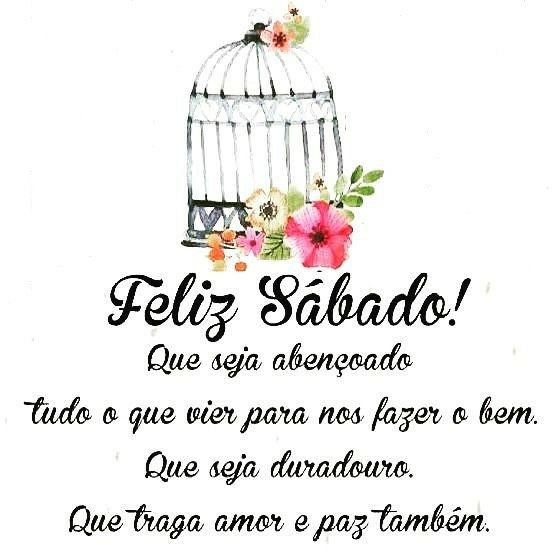 Feliz Sábado!
Que seja abençoado
tudo o que vier para nos fazer o bem.
Que seja duradouro.
Que traga amor e paz também.